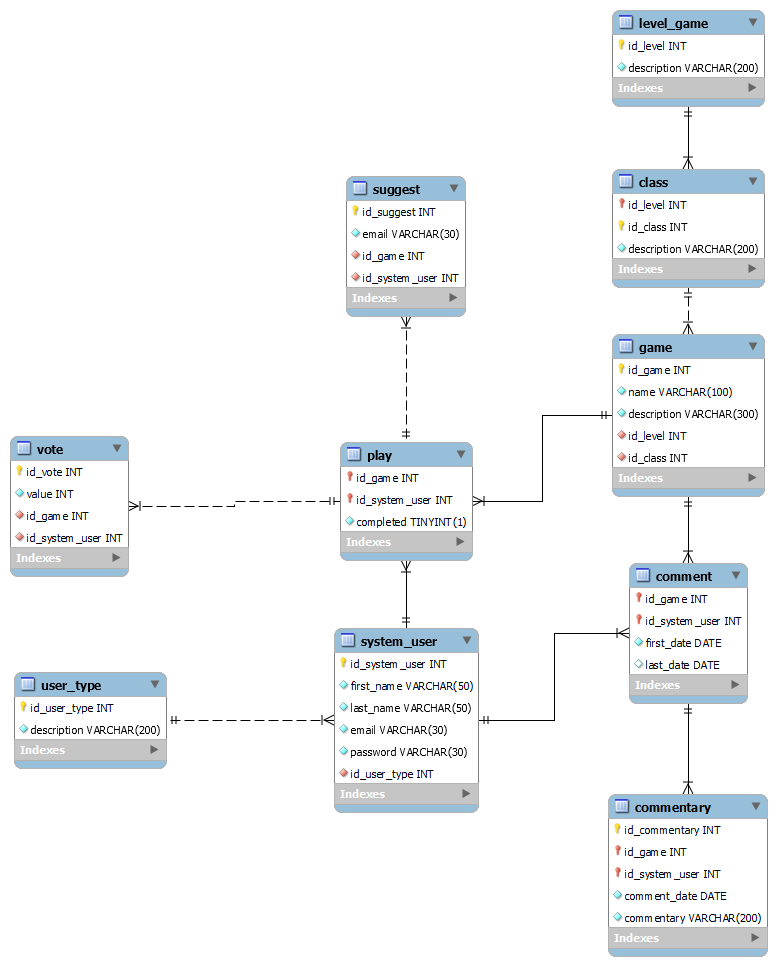 level_game
id_level INT
description VARCHAR(200)
Indexes
class
id_level INT
id_class INT
description VARCHAR(200)
Indexes
suggest
id_suggest INT
email VARCHAR(30)
id_game INT
id_system_user INT
Indexes
game
id_game INT
name VARCHAR(100)
description VARCHAR(300)
id_level INT
id_class INT
Indexes
vote
id_vote INT
value INT
id_game INT
id_system_user INT
Indexes
play
id_game INT
id_system_user INT
completed TINYINT(1)
Indexes
comment
id_game INT
id_system_user INT
first_date DATE
last_date DATE
Indexes
system_user
id_system_user INT
first_name VARCHAR(50)
last_name VARCHAR(50)
email VARCHAR(30)
password VARCHAR(30)
id_user_type INT
Indexes
user_type
id_user_type INT
description VARCHAR(200)
Indexes
commentary
id_commentary INT
id_game INT
id_system_user INT
comment_date DATE
commentary VARCHAR(200)
Indexes